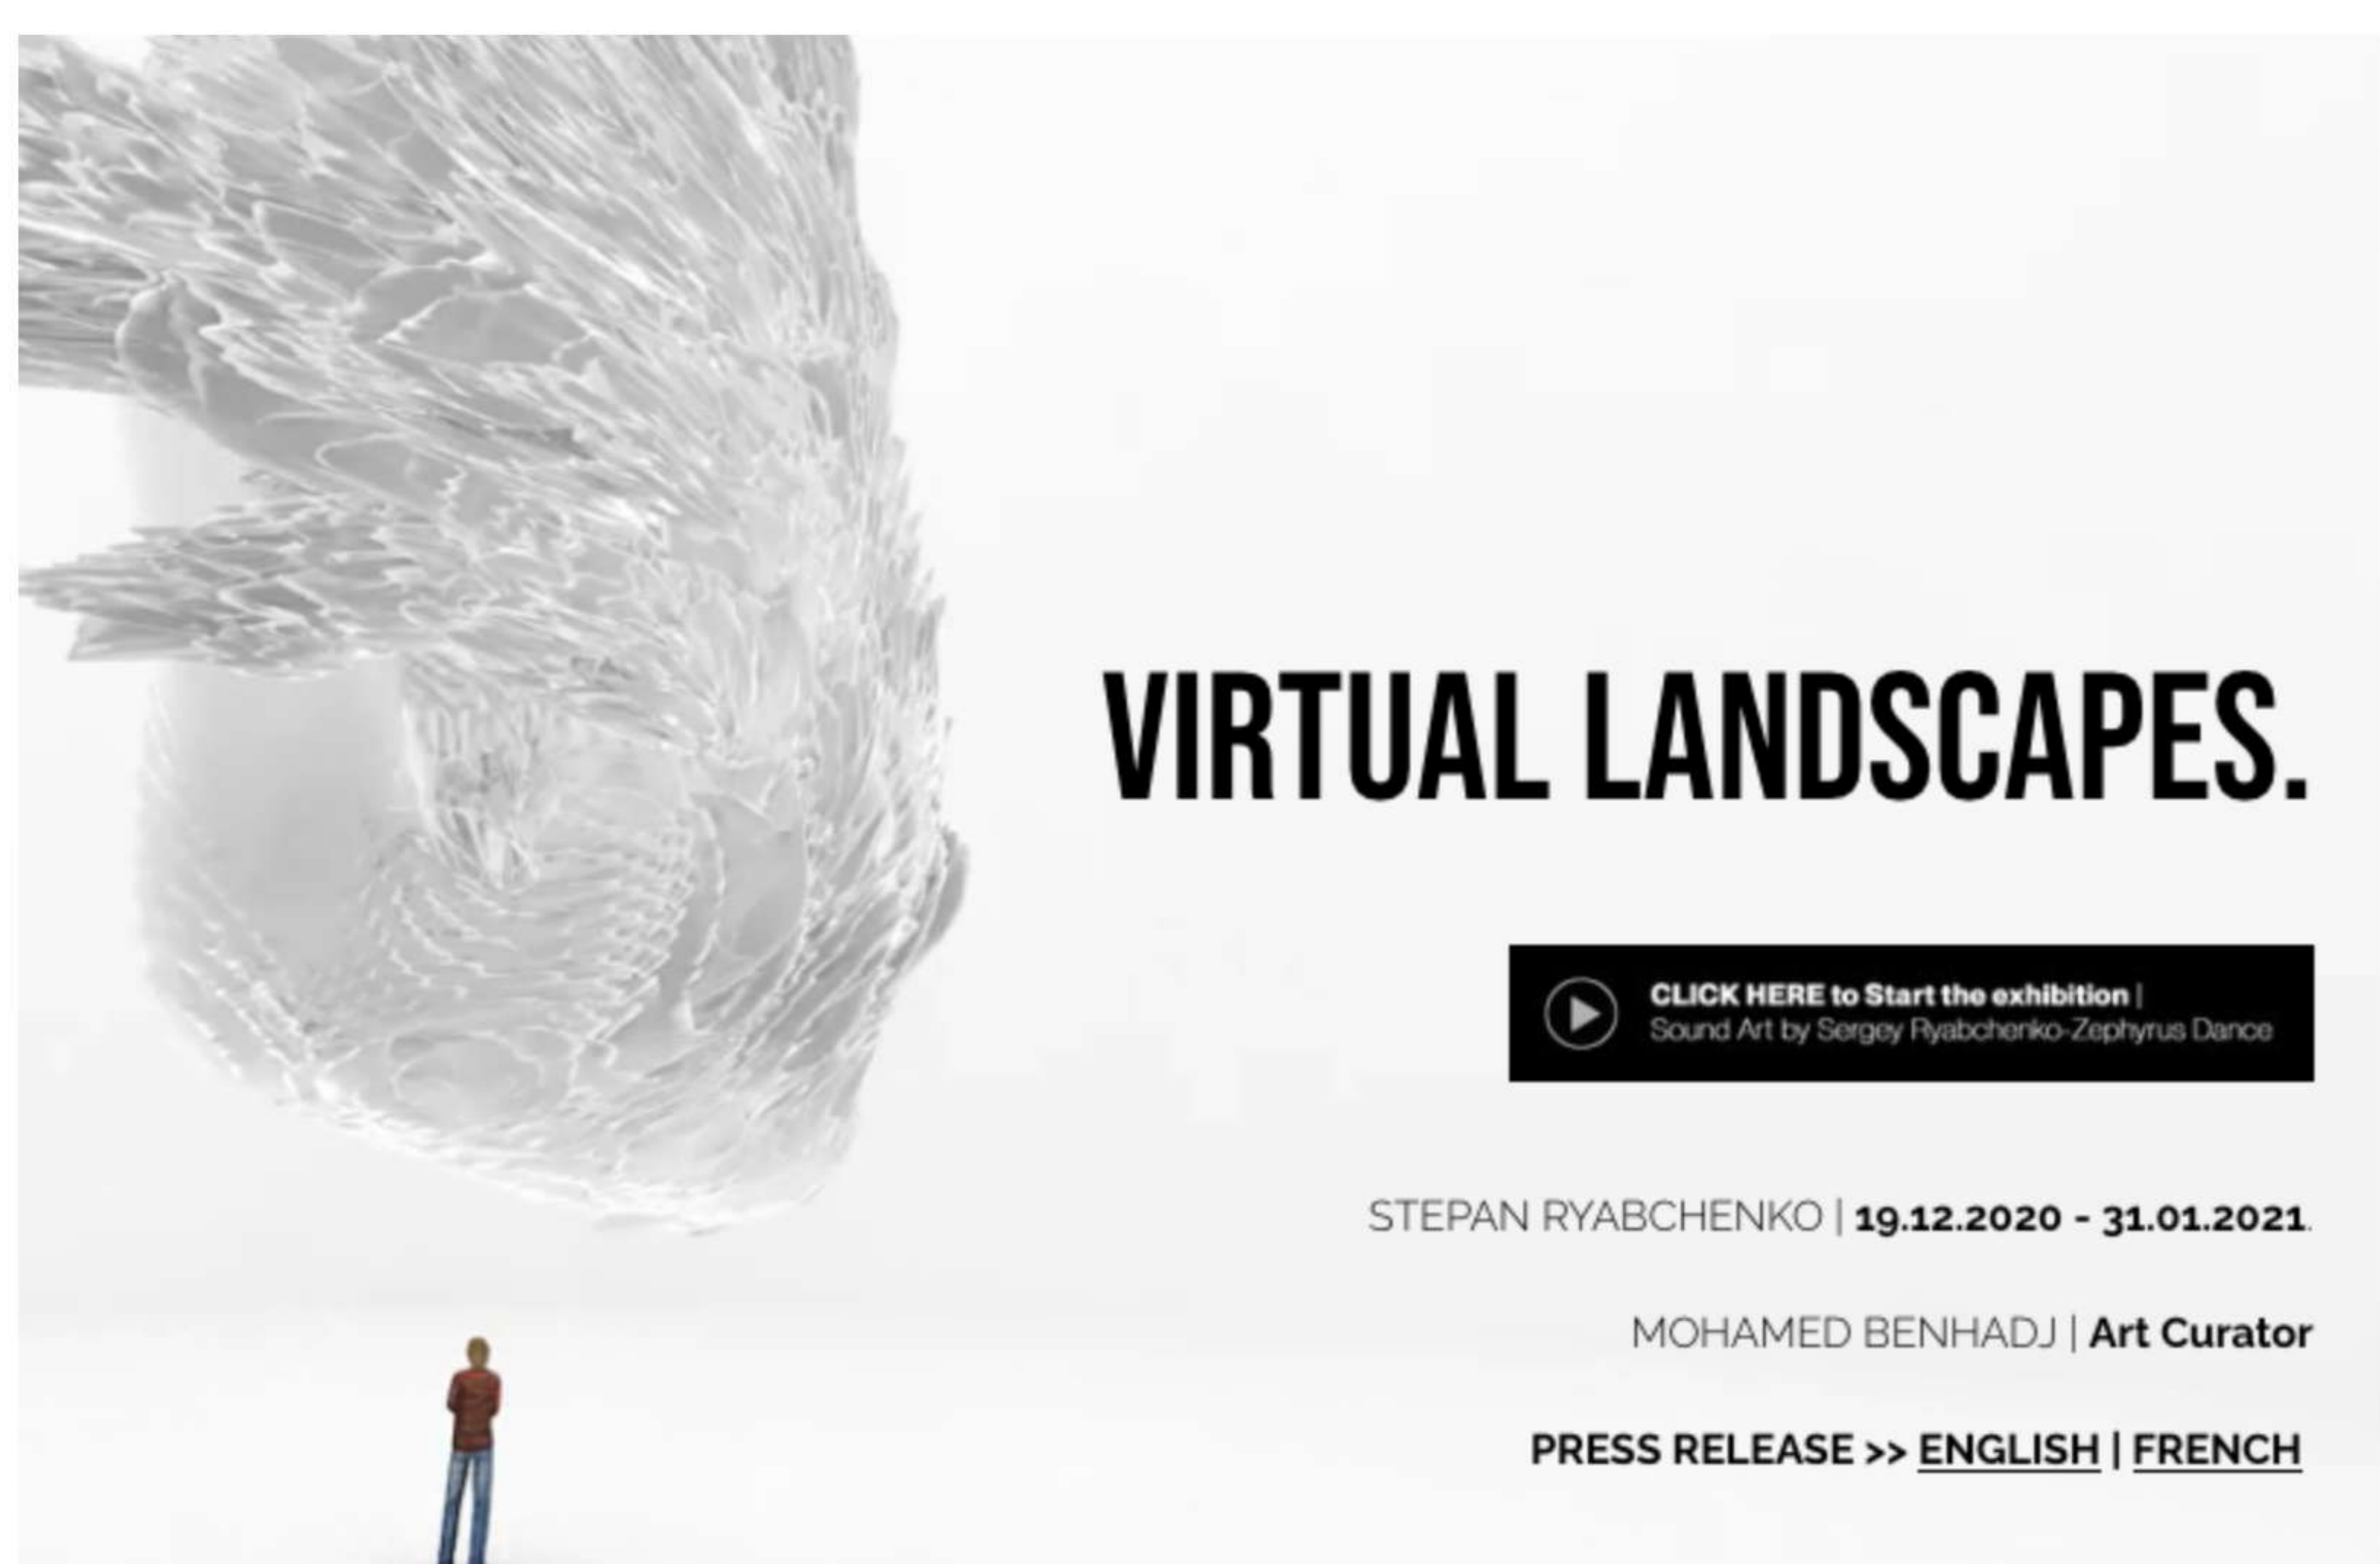 VIRTUAL LANDSCAPES.
CLICK HERE to Start the exhibition |
Sound Art by Sergey Ryabchenko-Zephyrus Dance
STEPAN RYABCHENKO | 19.12.2020 - 31.01.2021.
MOHAMED BENHADJ | Art Curator
PRESS RELEASE >> ENGLISH | FRENCH